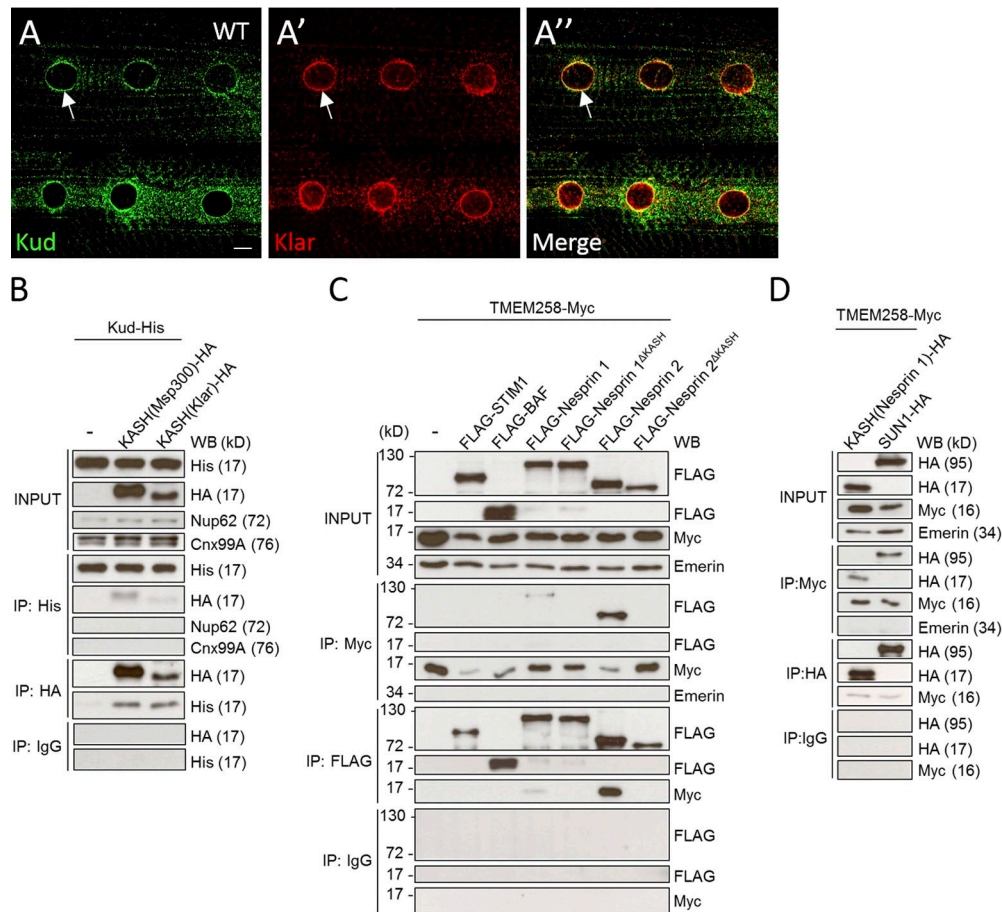 A WT
A'
A''
Kud
Klar
Merge
B
Kud-His
-
KASH(Msp300)-HA
KASH(Klar)-HA
WB (kD)
INPUT
His (17)
HA (17)
Nup62 (72)
Cnx99A (76)
IP: His
His (17)
HA (17)
Nup62 (72)
Cnx99A (76)
IP: HA
HA (17)
His (17)
IP: IgG
HA (17)
His (17)
C
TMEM258-Myc
(kD)
-
FLAG-STIM1
FLAG-BAF
FLAG-Nesprin 1
FLAG-Nesprin 1ΔKASH
FLAG-Nesprin 2
FLAG-Nesprin 2ΔKASH
WB
INPUT
130 -
FLAG
72 -
17 - FLAG
17 - Myc
34 - Emerin
IP: Myc
130 -
FLAG
72 -
17 - FLAG
17 - Myc
34 - Emerin
IP: FLAG
130 -
FLAG
72 -
17 - FLAG
17 - Myc
IP: IgG
130 -
FLAG
72 -
17 - FLAG
17 - Myc
D
TMEM258-Myc
KASH(Nesprin 1)-HA
SUN1-HA
WB (kD)
INPUT
HA (95)
HA (17)
Myc (16)
Emerin (34)
IP:Myc
HA (95)
HA (17)
Myc (16)
Emerin (34)
IP:HA
HA (95)
HA (17)
Myc (16)
IP:IgG
HA (95)
HA (17)
Myc (16)